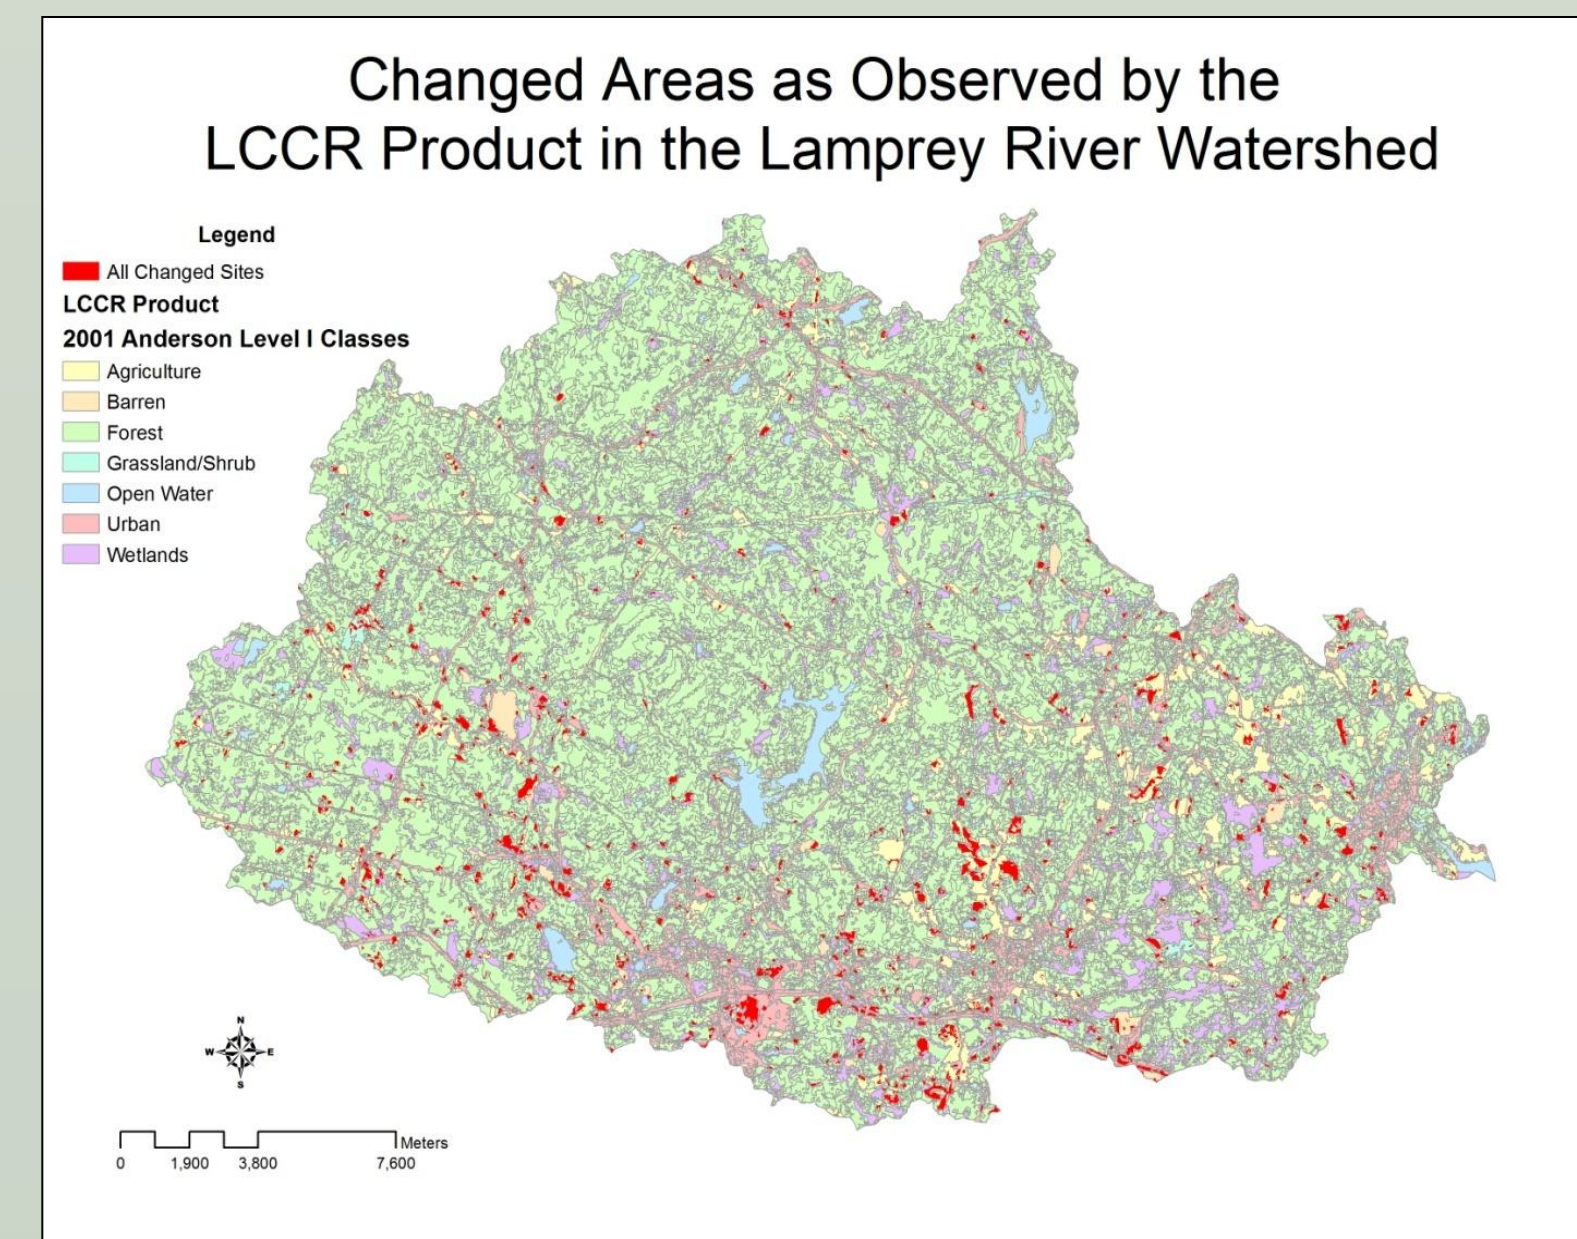 Changed Areas as Observed by the
LCCR Product in the Lamprey River Watershed
Legend
All Changed Sites
LCCR Product
2001 Anderson Level I Classes
Agriculture
Barren
Forest
Grassland/Shrub
Open Water
Urban
Wetlands
N
W E
S
Meters
0 1,900 3,800 7,600